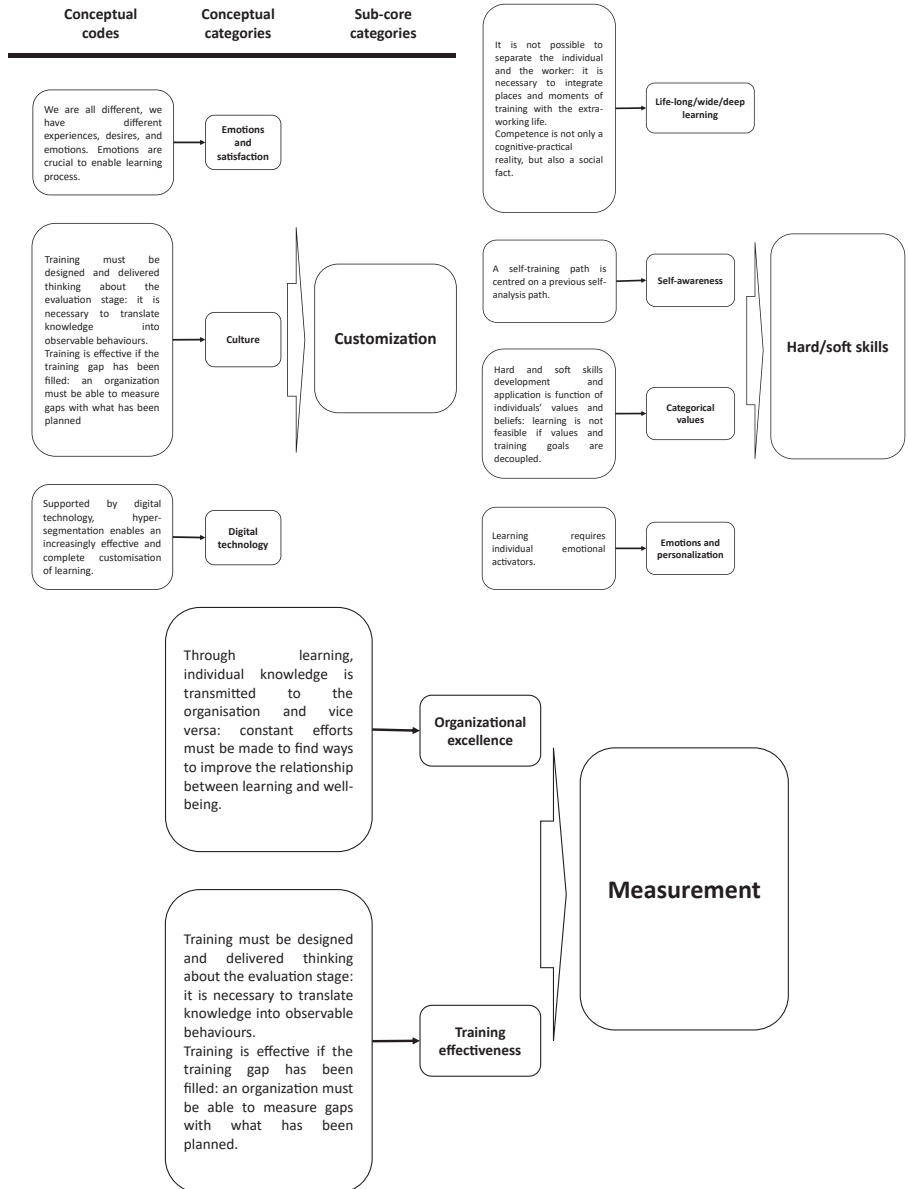 Conceptual
codes
Conceptual
categories
Sub-core
categories
We are all different, we
have different
experiences, desires, and
emotions. Emotions are
crucial to enable learning
process.
Emotions
and
satisfaction
Training must be
designed and delivered
thinking about the
evaluation stage: it is
necessary to translate
knowledge into
observable behaviours.
Training is effective if the
training gap has been
filled: an organization
must be able to measure
gaps with what has been
planned
Culture
Customization
Supported by digital
technology, hyper-
segmentation enables an
increasingly effective and
complete customisation
of learning.
Digital
technology
It is not possible to
separate the individual
and the worker: it is
necessary to integrate
places and moments of
training with the extra-
working life.
Competence is not only a
cognitive-practical
reality, but also a social
fact.
Life-long/wide/deep
learning
A self-training path is
centred on a previous self-
analysis path.
Self-awareness
Hard/soft skills
Hard and soft skills
development and
application is function of
individuals' values and
beliefs: learning is not
feasible if values and
training goals are
decoupled.
Categorical
values
Learning requires
individual emotional
activators.
Emotions and
personalization
Through learning,
individual knowledge is
transmitted to the
organisation and vice
versa: constant efforts
must be made to find ways
to improve the relationship
between learning and well-
being.
Organizational
excellence
Measurement
Training must be designed
and delivered thinking
about the evaluation stage:
it is necessary to translate
knowledge into observable
behaviours.
Training is effective if the
training gap has been
filled: an organization must
be able to measure gaps
with what has been
planned.
Training
effectiveness